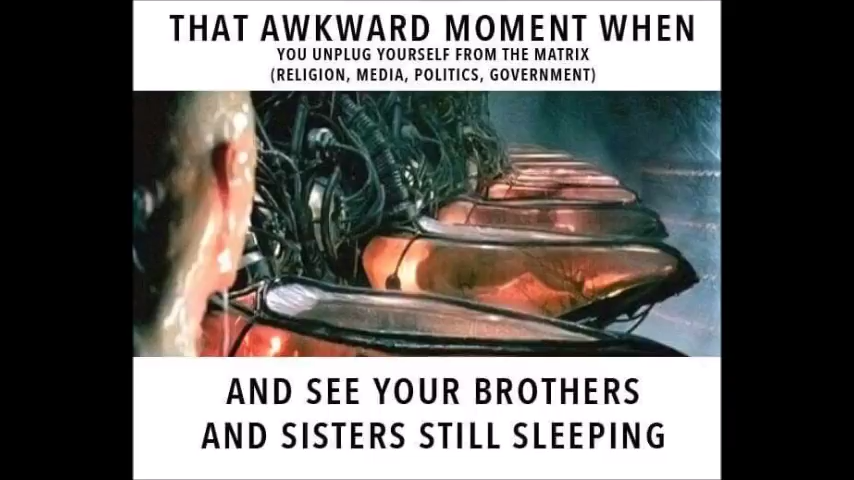 THAT AWKWARD MOMENT WHEN
YOU UNPLUG YOURSELF FROM THE MATRIX
(RELIGION, MEDIA, POLITICS, GOVERNMENT)
AND SEE YOUR BROTHERS
AND SISTERS STILL SLEEPING